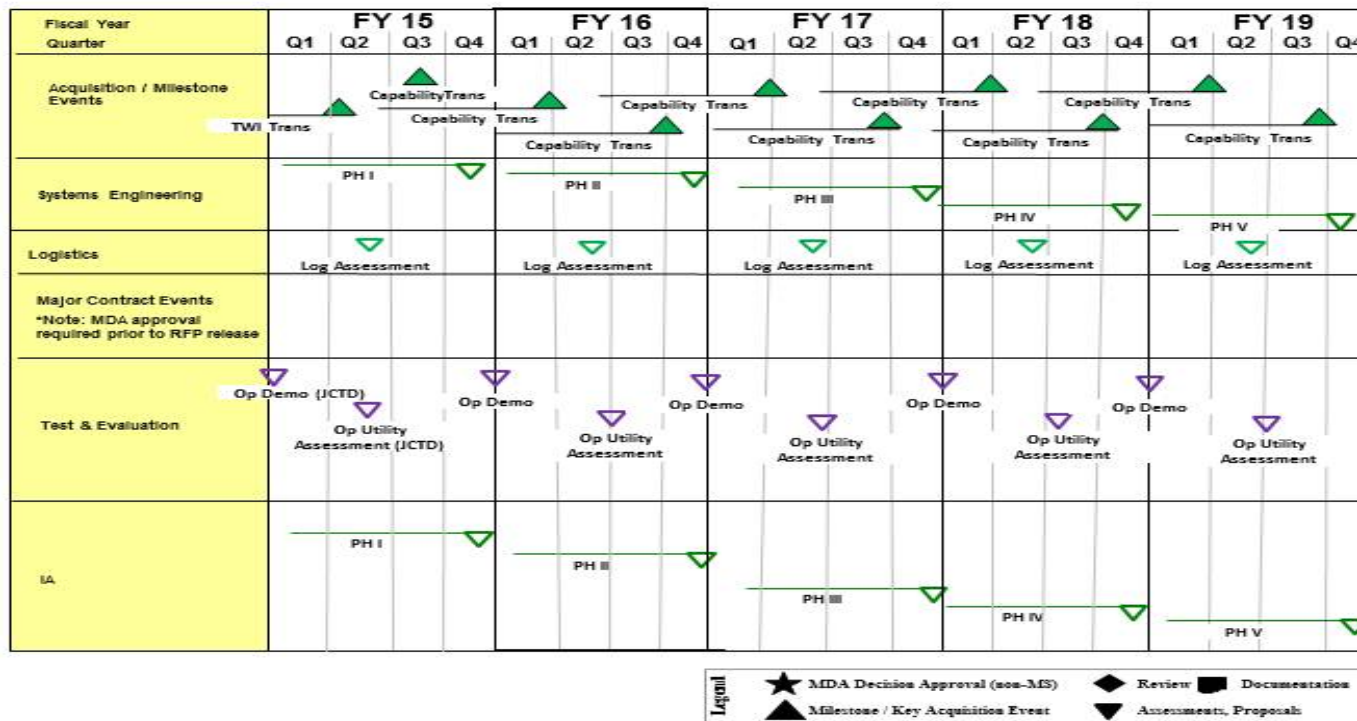 Fiscal Year FY 15 FY 16 FY 17 FY 18 FY 19
Quarter Q1 Q2 Q3 Q4 Q1 Q2 Q3 Q4 Q1 Q2 Q3 Q4 Q1 Q2 Q3 Q4 Q1 Q2 Q3 Q4
Acquisition / Milestone
Events
CapabilityTrans
TWI Trans
Capability Trans
Capability Trans
Capability Trans
Capability Trans
Capability Trans
Capability Trans
Capability Trans
Capability Trans
Systems Engineering
PH I
PH II
PH III
PH IV
PH V
Logistics
Log Assessment
Log Assessment
Log Assessment
Log Assessment
Log Assessment
Major Contract Events
*Note: MDA approval
required prior to RFP release
Test & Evaluation
Op Demo (JCTD)
Op Demo
Op Demo
Op Demo
Op Demo
Op Utility
Assessment (JCTD)
Op Utility
Assessment
Op Utility
Assessment
Op Utility
Assessment
Op Utility
Assessment
IA
PH I
PH II
PH III
PH IV
PH V
Legend
MDA Decision Approval (non-MS)
Review
Documentation
Milestone / Key Acquisition Event
Assessments, Proposals